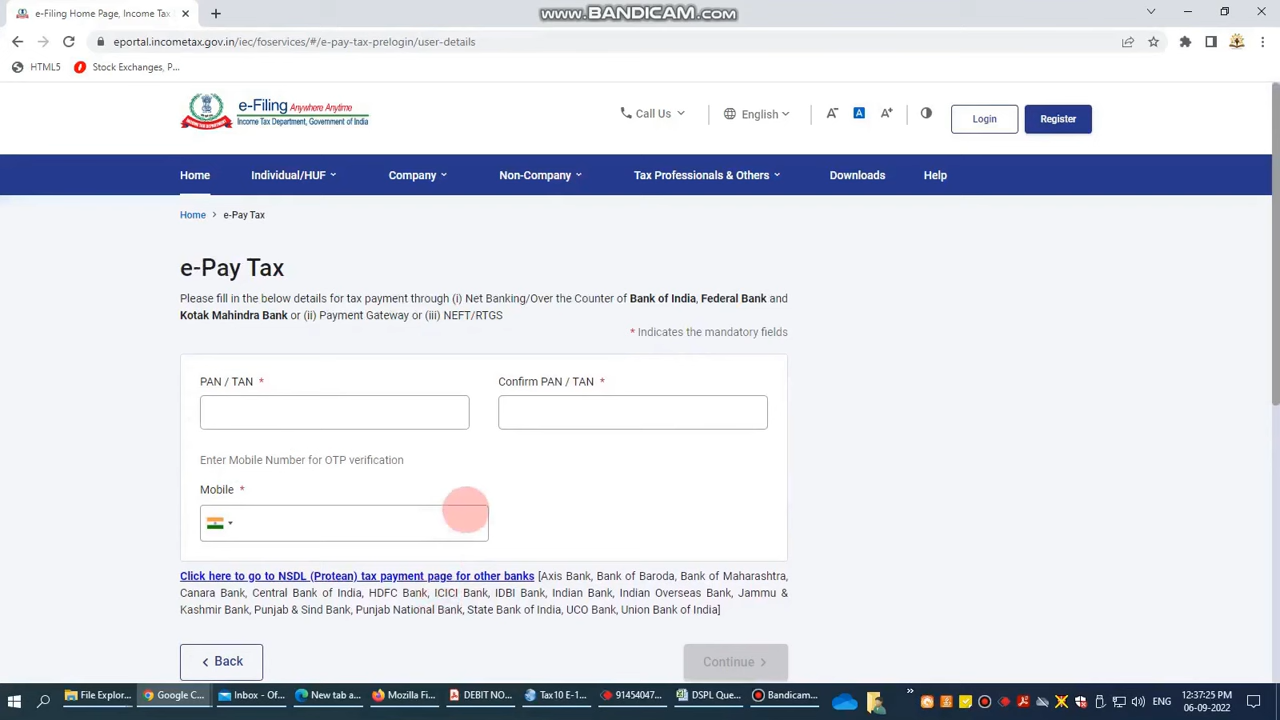 e-Filing Home Page, Income Tax
www.BANDICAM.com
eportal.incometax.gov.in/iec/foservices/#/e-pay-tax-prelogin/user-details
HTML5
Stock Exchanges, P...
e-Filing Anywhere Anytime
Income Tax Department, Government of India
Call Us
English
A- A A+
Login
Register
Home
Individual/HUF
Company
Non-Company
Tax Professionals & Others
Downloads
Help
Home > e-Pay Tax
e-Pay Tax
Please fill in the below details for tax payment through (i) Net Banking/Over the Counter of Bank of India, Federal Bank and
Kotak Mahindra Bank or (ii) Payment Gateway or (iii) NEFT/RTGS
* Indicates the mandatory fields
PAN / TAN *
Confirm PAN / TAN *
Enter Mobile Number for OTP verification
Mobile *
Click here to go to NSDL (Protean) tax payment page for other banks [Axis Bank, Bank of Baroda, Bank of Maharashtra,
Canara Bank, Central Bank of India, HDFC Bank, ICICI Bank, IDBI Bank, Indian Bank, Indian Overseas Bank, Jammu &
Kashmir Bank, Punjab & Sind Bank, Punjab National Bank, State Bank of India, UCO Bank, Union Bank of India]
< Back
Continue >
File Explor...
Google C...
Inbox - Of...
New tab a...
Mozilla Fi...
DEBIT NO...
Tax10 E-1...
91454047...
DSPL Que...
Bandicam...
ENG
12:37:25 PM
06-09-2022